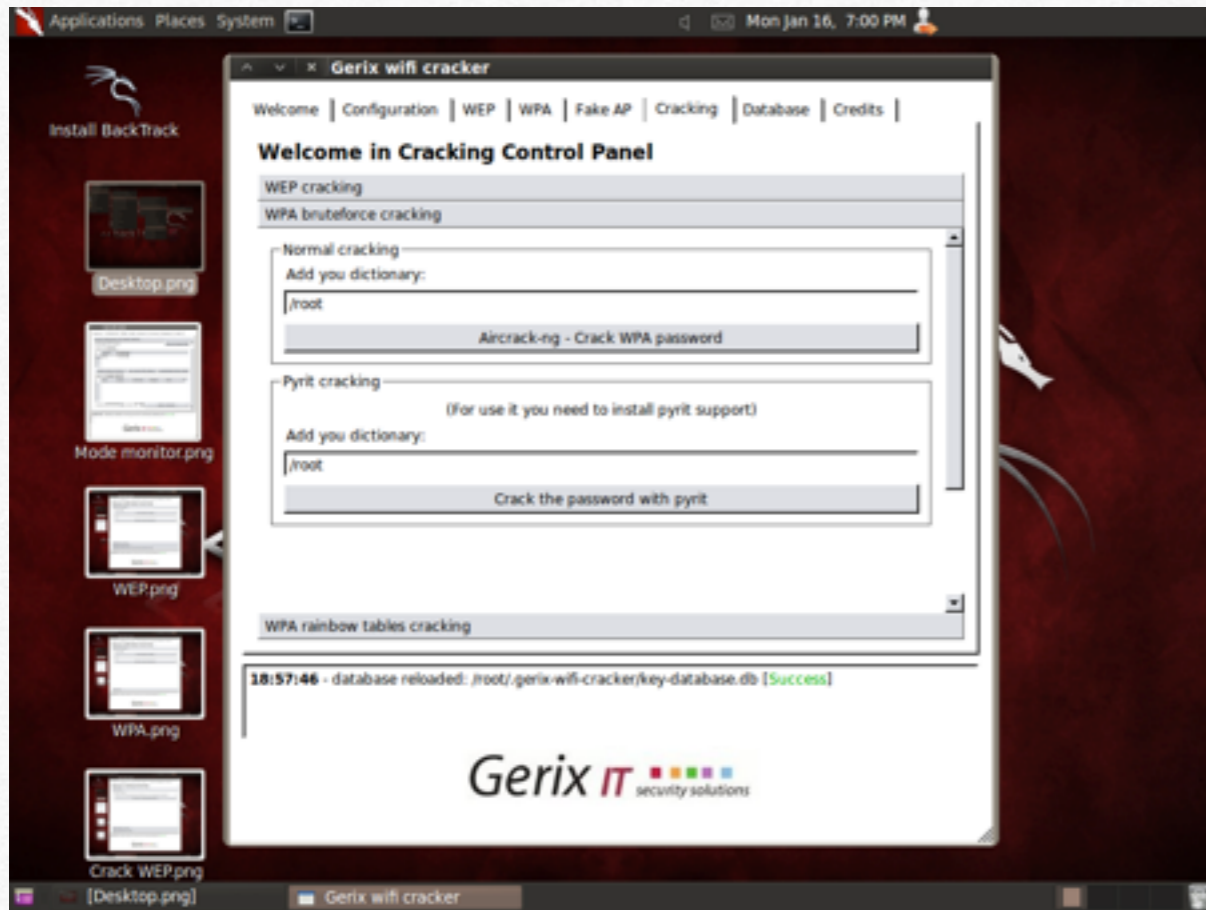 Applications Places System
Mon Jan 16, 7:00 PM
Install BackTrack
Desktop.png
Mode monitor.png
WEP.png
WPA.png
Crack WEP.png
Gerix wifi cracker
Welcome | Configuration | WEP | WPA | Fake AP | Cracking | Database | Credits |
Welcome in Cracking Control Panel
WEP cracking
WPA bruteforce cracking
Normal cracking
Add you dictionary:
/root
Aircrack-ng - Crack WPA password
Pyrit cracking
(For use it you need to install pyrit support)
Add you dictionary:
/root
Crack the password with pyrit
WPA rainbow tables cracking
18:57:46 - database reloaded: /root/.gerix-wifi-cracker/key-database.db [Success]
Gerix IT security solutions
[Desktop.png]
Gerix wifi cracker